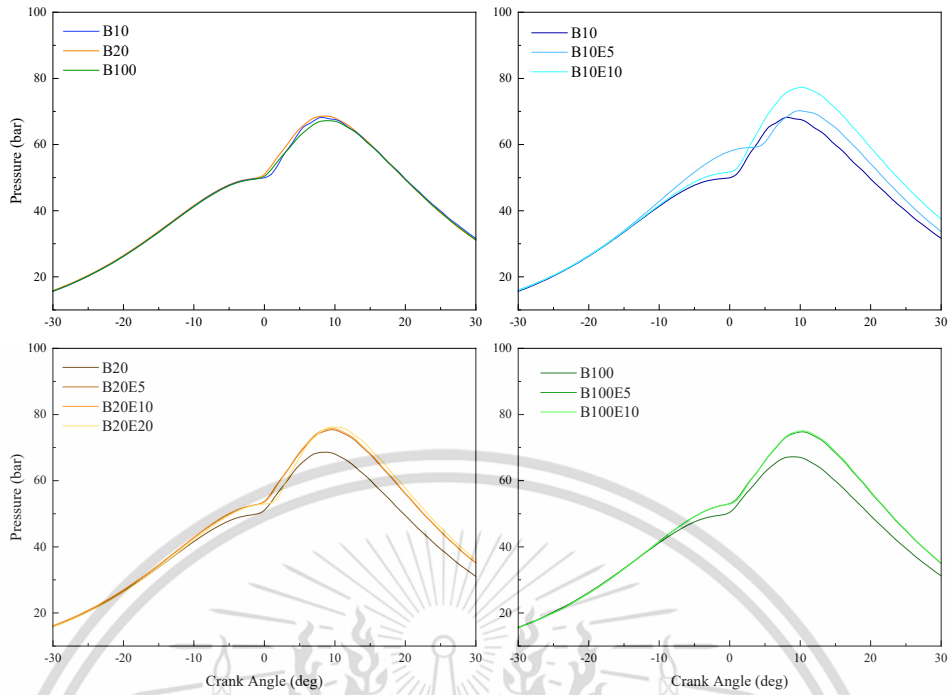 100
80
60
40
20
Pressure (bar)
B10
B20
B100
-30 -20 -10 0 10 20 30
B10
B10E5
B10E10
100
80
60
40
20
-30 -20 -10 0 10 20 30
100
80
60
40
20
Pressure (bar)
B20
B20E5
B20E10
B20E20
-30 -20 -10 0 10 20 30
Crank Angle (deg)
100
80
60
40
20
B100
B100E5
B100E10
-30 -20 -10 0 10 20 30
Crank Angle (deg)